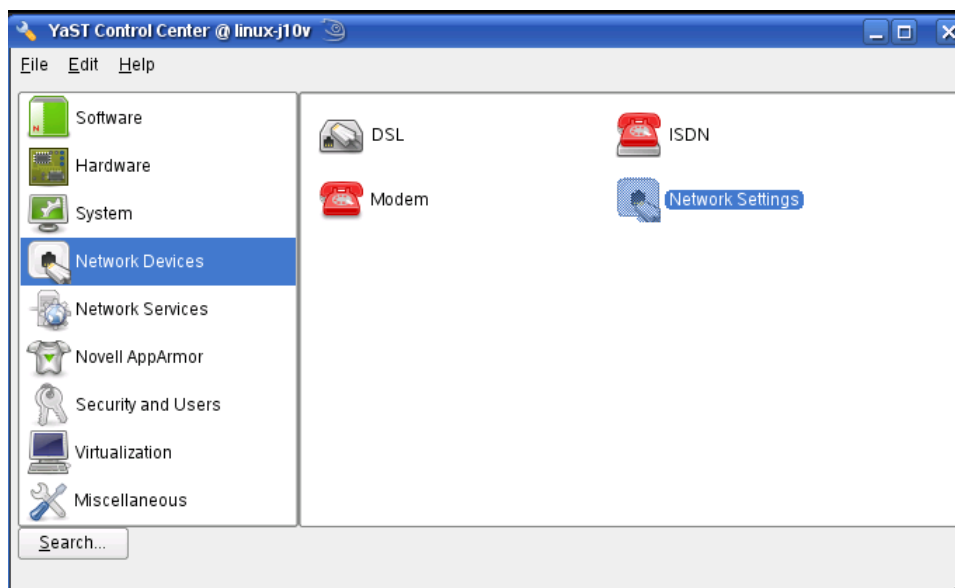 YaST Control Center @ linux-j10v
File Edit Help
Software
Hardware
System
Network Devices
Network Services
Novell AppArmor
Security and Users
Virtualization
Miscellaneous
DSL
ISDN
Modem
Network Settings
Search...
N